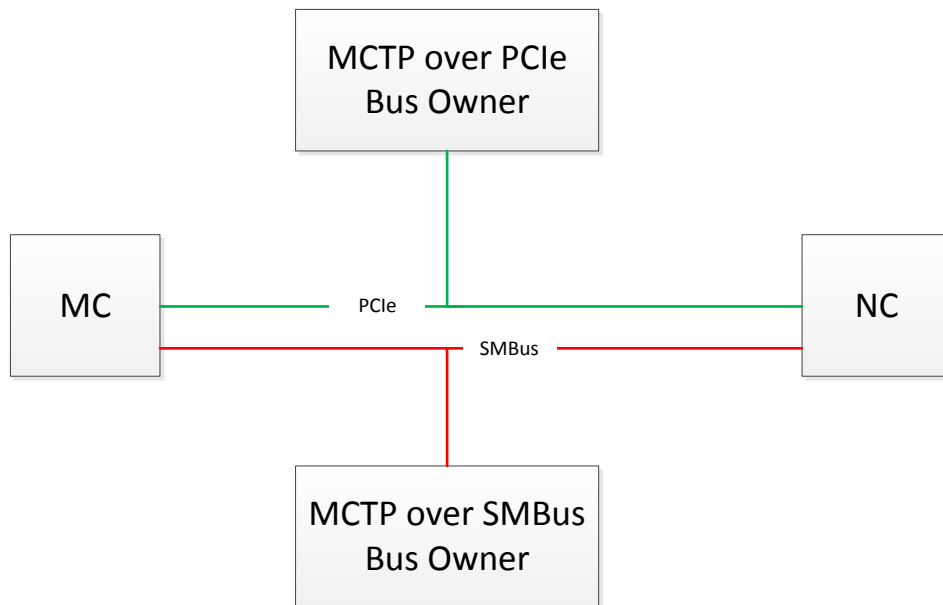 MCTP over PCIe
Bus Owner
MC
PCIe
NC
SMBus
MCTP over SMBus
Bus Owner